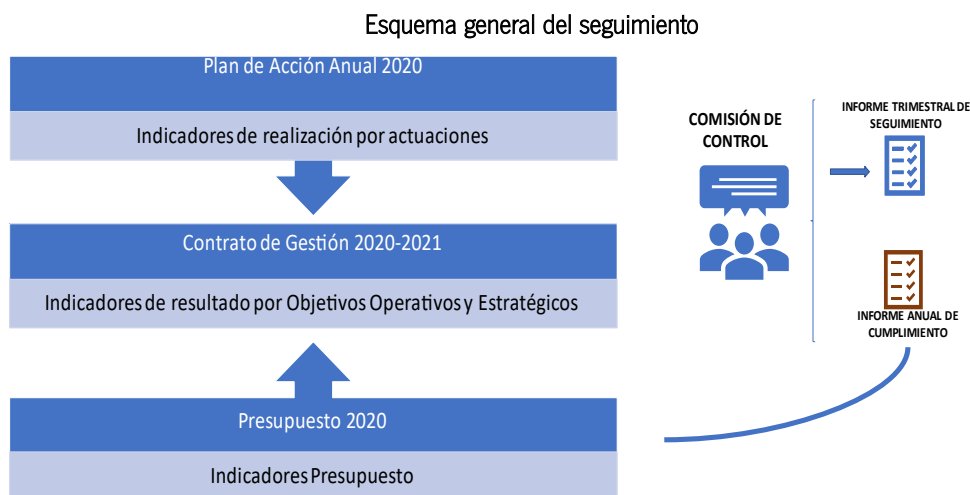 Esquema general del seguimiento
Plan de Acción Anual 2020
Indicadores de realización por actuaciones
Contrato de Gestión 2020-2021
Indicadores de resultado por Objetivos Operativos y Estratégicos
Presupuesto 2020
Indicadores Presupuesto
COMISIÓN DE
CONTROL
INFORME TRIMESTRAL DE
SEGUIMIENTO
INFORME ANUAL DE
CUMPLIMIENTO